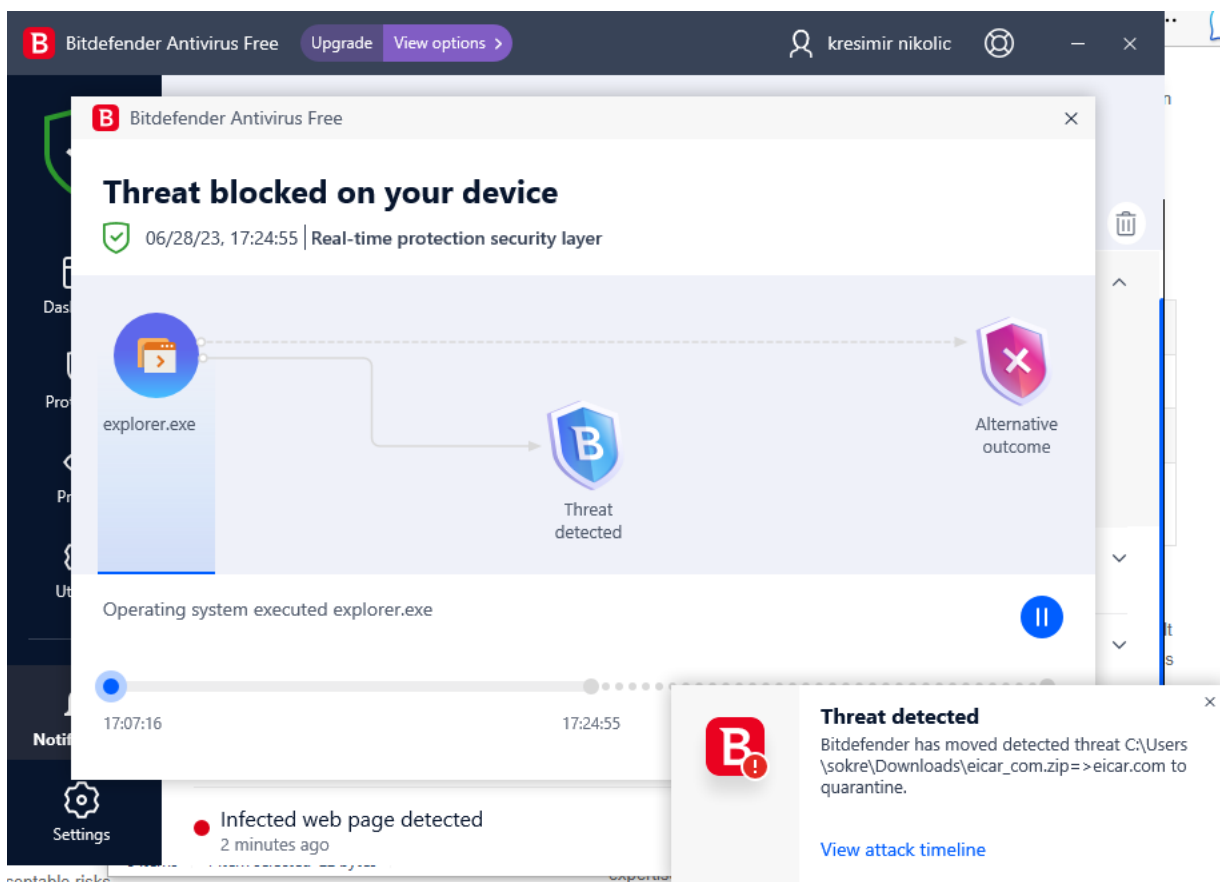 Bitdefender Antivirus Free
Upgrade
View options >
kresimir nikolic
Bitdefender Antivirus Free
Threat blocked on your device
06/28/23, 17:24:55 | Real-time protection security layer
explorer.exe
Threat
detected
Alternative
outcome
Operating system executed explorer.exe
17:07:16
17:24:55
Threat detected
Bitdefender has moved detected threat C:\Users
\sokre\Downloads\eicar_com.zip=>eicar.com to
quarantine.
View attack timeline
Infected web page detected
2 minutes ago
Settings